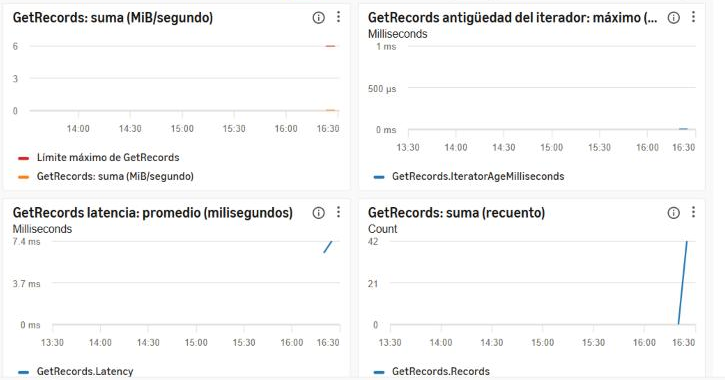 GetRecords: suma (MiB/segundo)
6
3
0
14:00 14:30 15:00 15:30 16:00 16:30
Límite máximo de GetRecords
GetRecords: suma (MiB/segundo)
GetRecords antigüedad del iterador: máximo (...
Milliseconds
1 ms
500 µs
0 ms
13:30 14:00 14:30 15:00 15:30 16:00 16:30
GetRecords.IteratorAgeMilliseconds
GetRecords latencia: promedio (milisegundos)
Milliseconds
7.4 ms
3.7 ms
0 ms
13:30 14:00 14:30 15:00 15:30 16:00 16:30
GetRecords.Latency
GetRecords: suma (recuento)
Count
42
21
0
13:30 14:00 14:30 15:00 15:30 16:00 16:30
GetRecords.Records